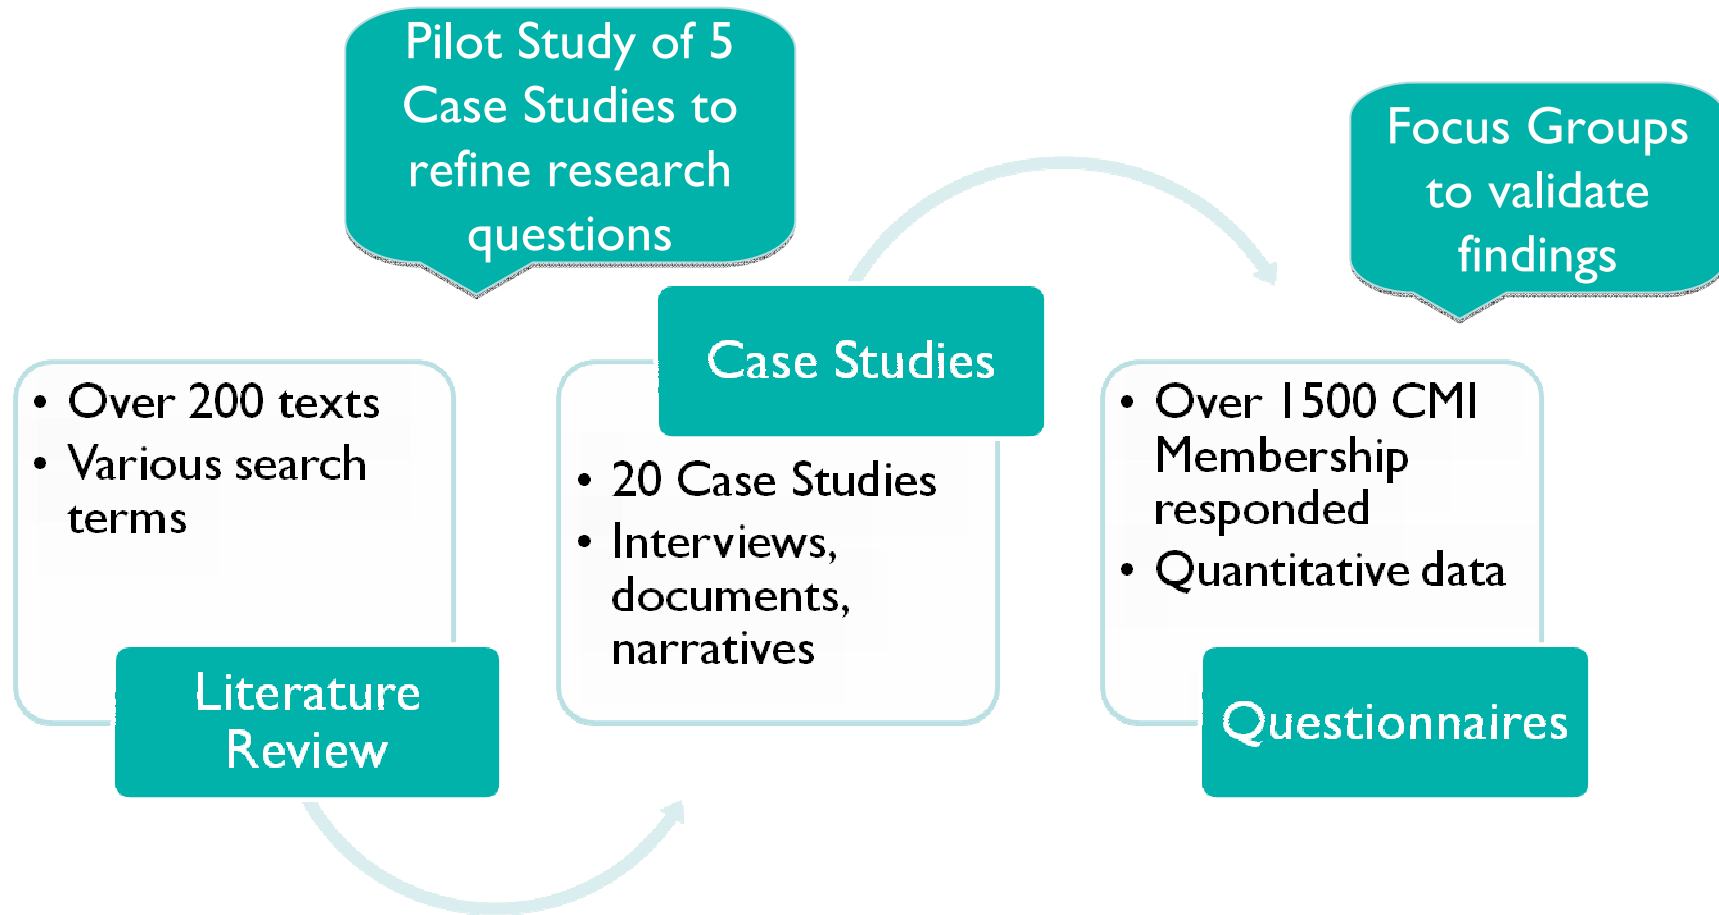 Pilot Study of 5
Case Studies to
refine research
questions
Focus Groups
to validate
findings
• Over 200 texts
• Various search
terms
Literature
Review
Case Studies
• 20 Case Studies
• Interviews,
documents,
narratives
• Over 1500 CMI
Membership
responded
• Quantitative data
Questionnaires